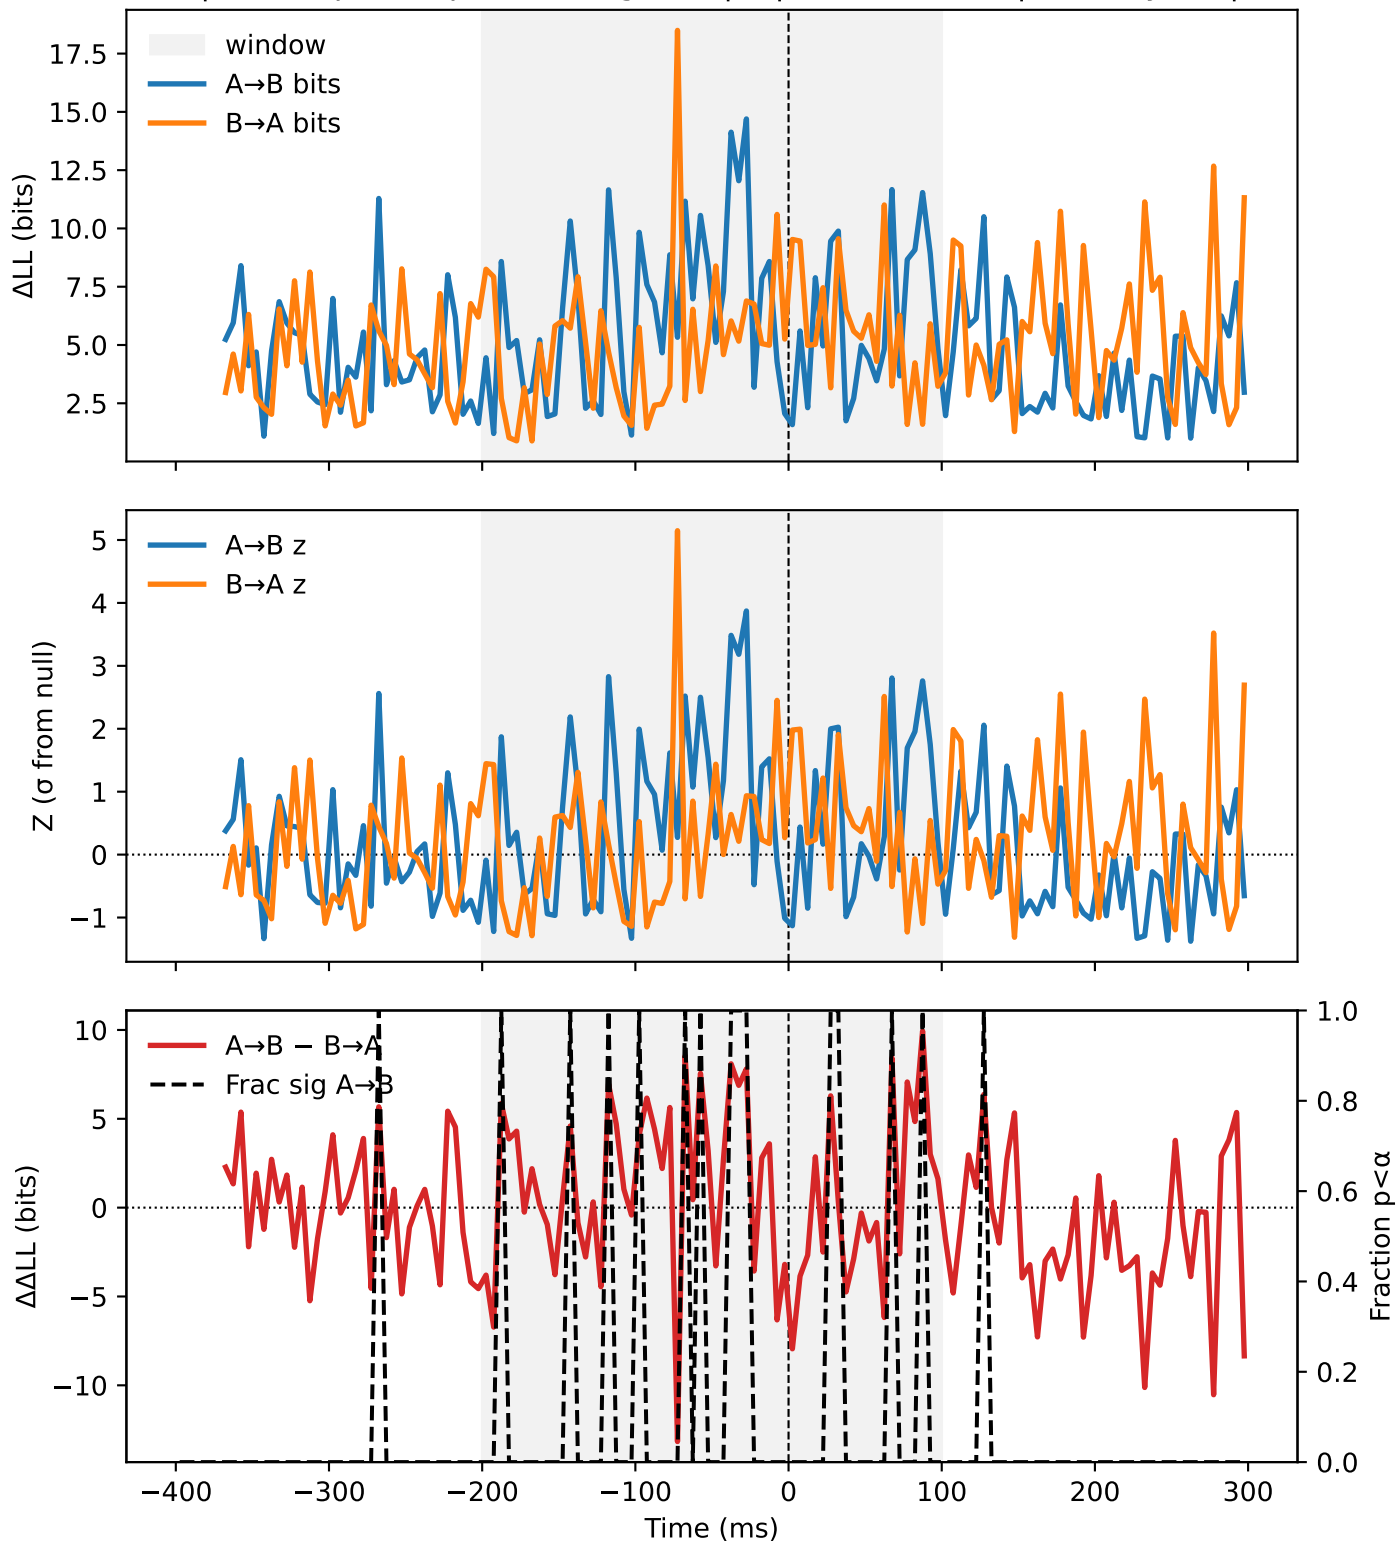 window
A→B bits
B→A bits
ΔLL (bits)
17.5
15.0
12.5
10.0
7.5
5.0
2.5
A→B z
B→A z
Z (σ from null)
5
4
3
2
1
0
−1
A→B − B→A
Frac sig A→B
ΔΔLL (bits)
10
5
0
−5
−10
1.0
0.8
0.6
0.4
0.2
0.0
Fraction p<α
−400 −300 −200 −100 0 100 200 300
Time (ms)